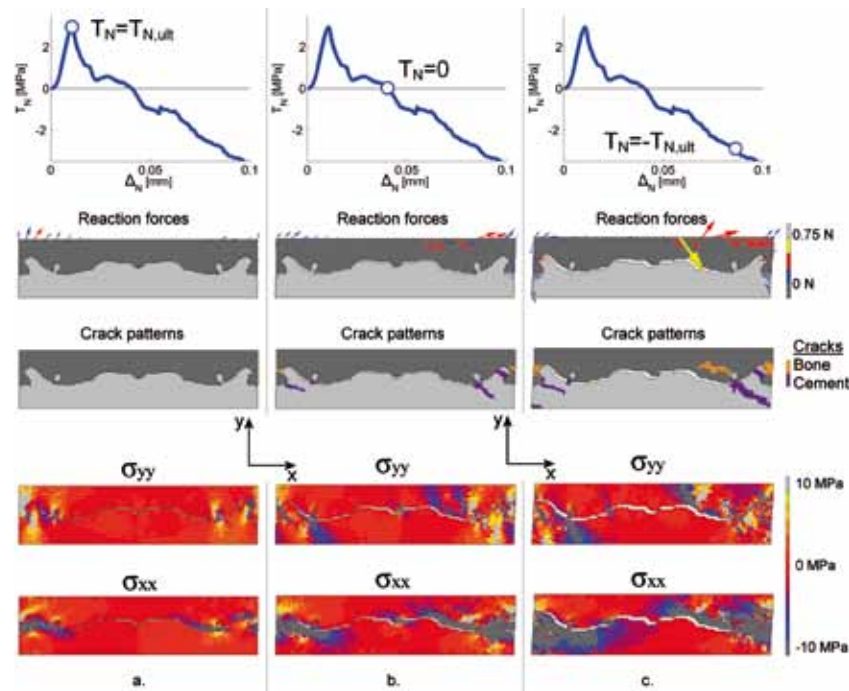 T_N=T_N,ult
2
0
-2
T_N [MPa]
0
0.05
0.1
Δ_N [mm]
T_N=0
2
0
-2
T_N [MPa]
0
0.05
0.1
Δ_N [mm]
T_N=-T_N,ult
2
0
-2
T_N [MPa]
0
0.05
0.1
Δ_N [mm]
Reaction forces
Reaction forces
Reaction forces
0.75 N
0 N
Crack patterns
Crack patterns
Crack patterns
Cracks
Bone
Cement
y
x
y
x
σyy
σyy
σyy
10 MPa
0 MPa
-10 MPa
σxx
σxx
σxx
a.
b.
c.